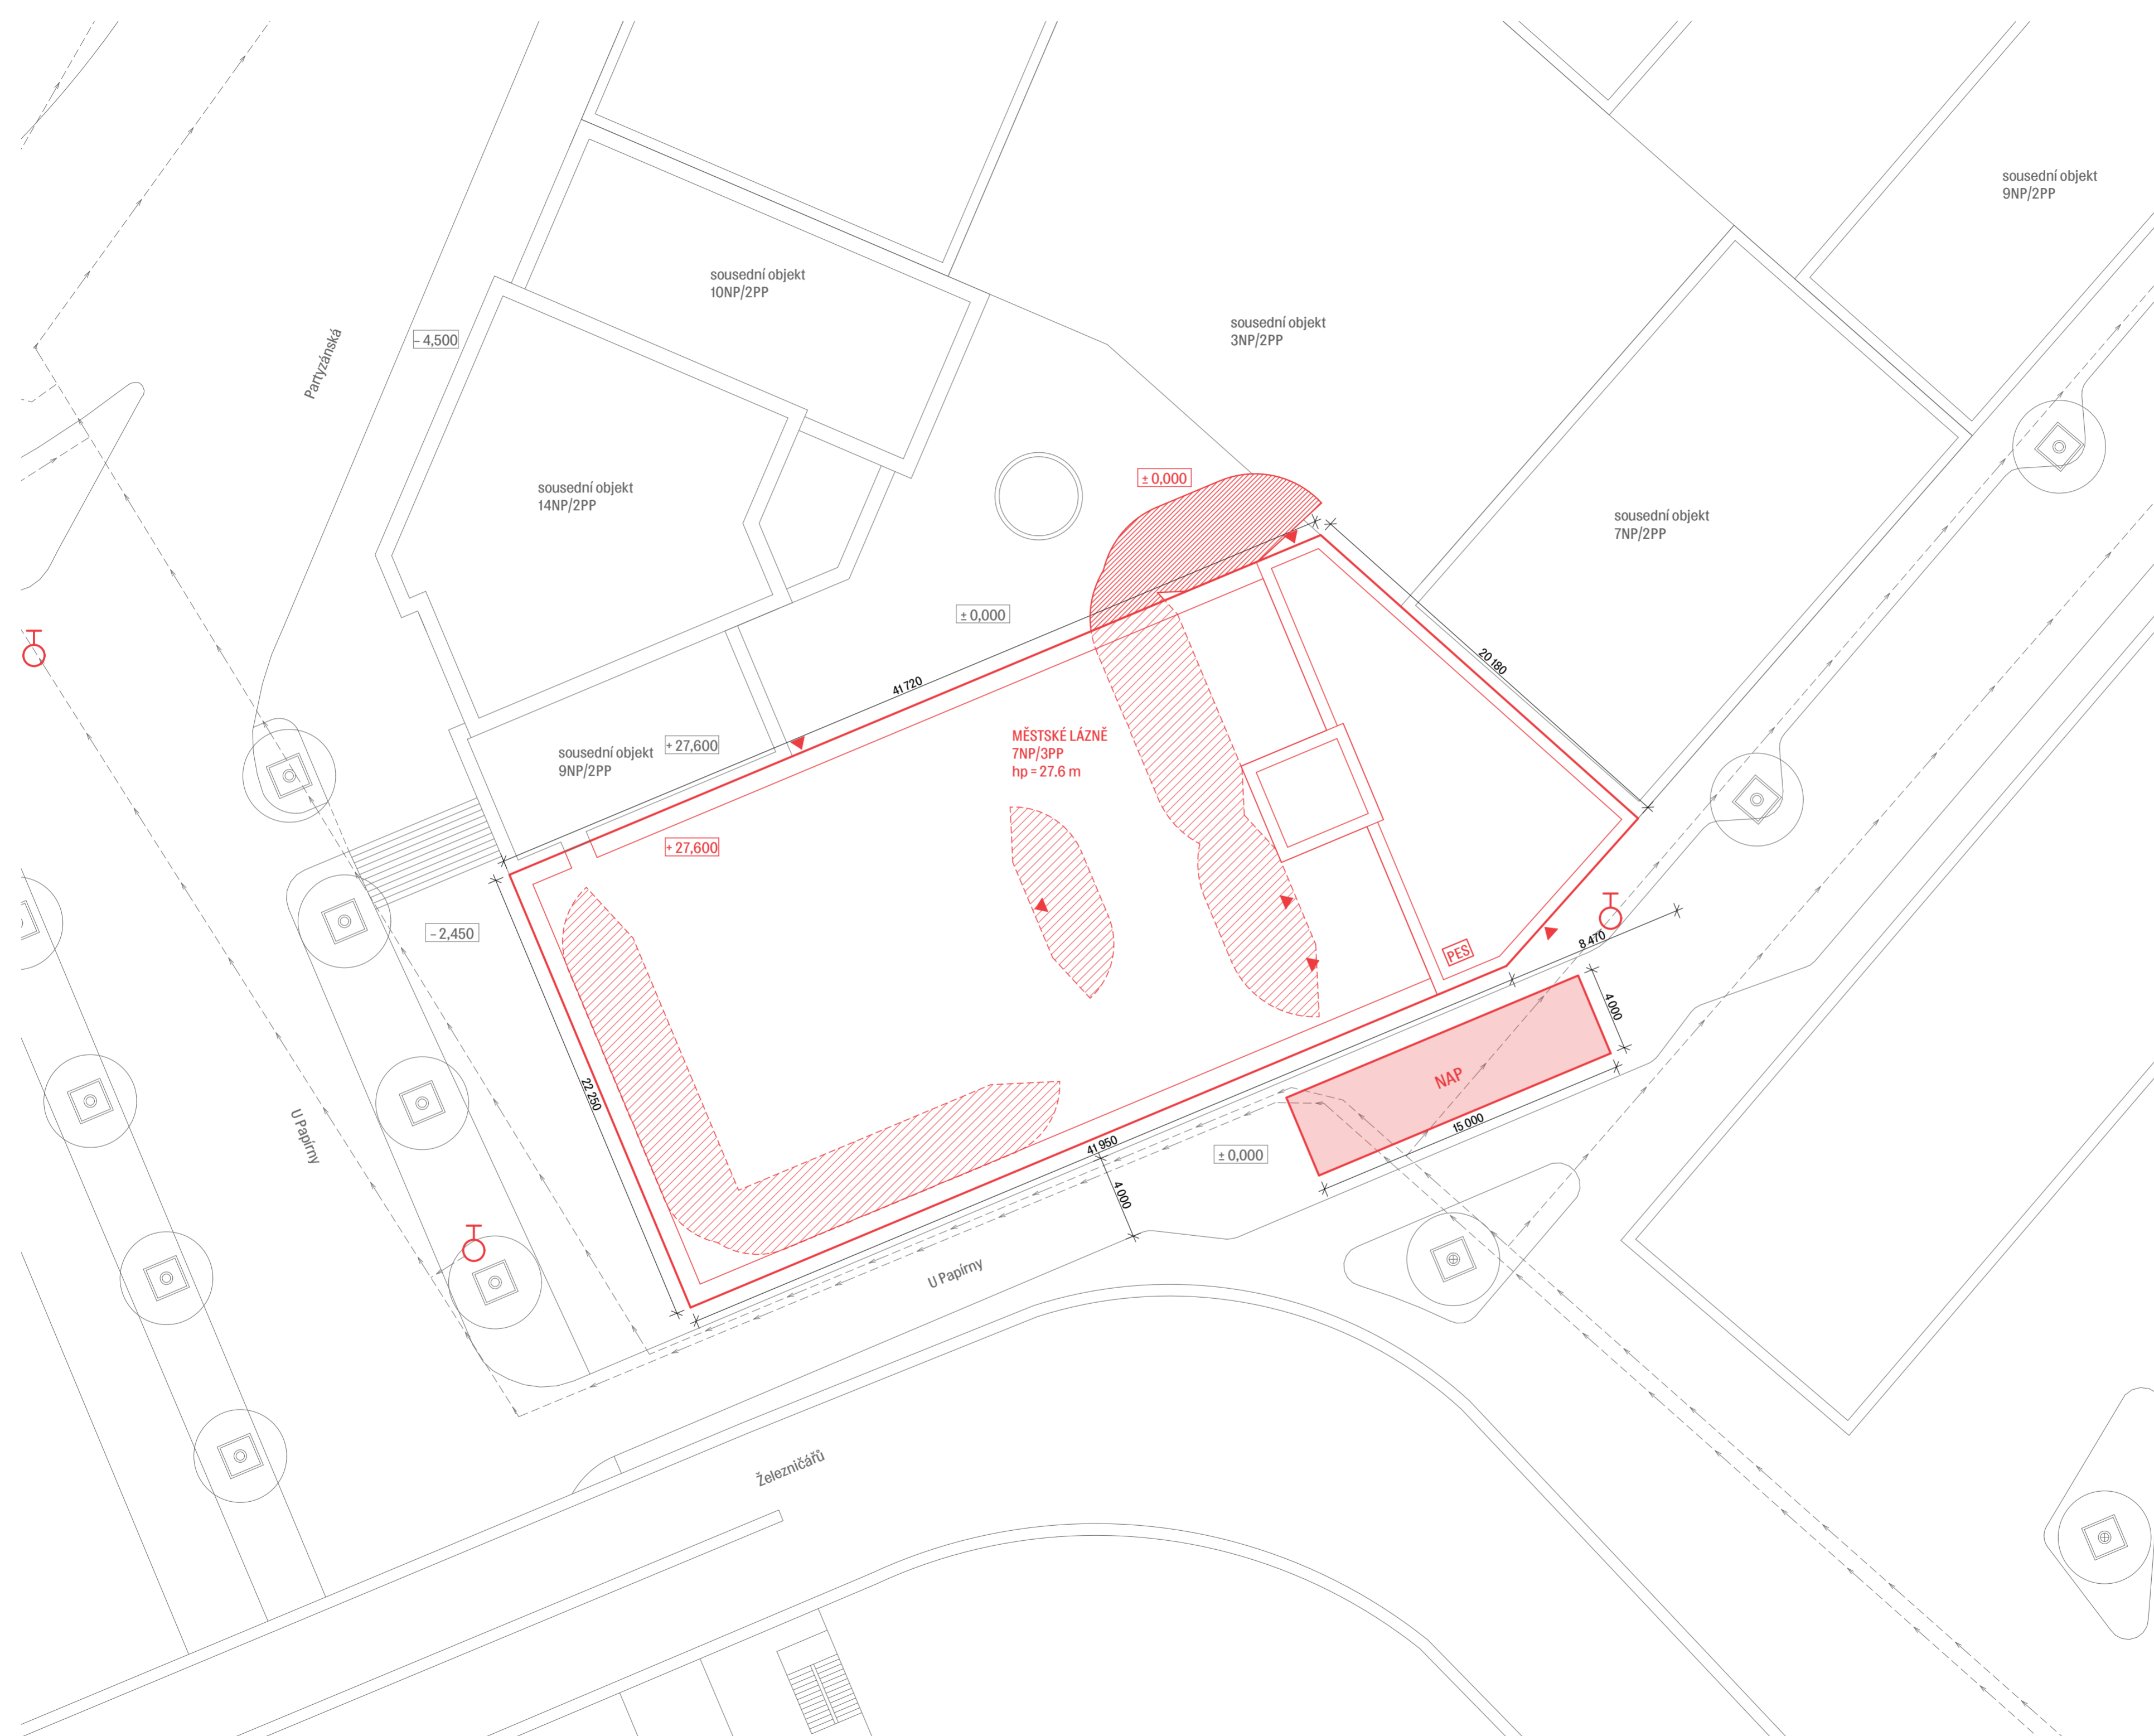 sousední objekt
9NP/2PP
sousední objekt
10NP/2PP
sousední objekt
3NP/2PP
– 4,500
Partyzánská
± 0,000
sousední objekt
14NP/2PP
sousední objekt
7NP/2PP
± 0,000
20 180
41 720
MĚSTSKÉ LÁZNĚ
7NP/3PP
hp = 27.6 m
sousední objekt
9NP/2PP
+ 27,600
+ 27,600
– 2,450
8 470
PES
4 000
NAP
22 250
U Papírny
15 000
41 950
± 0,000
4 000
U Papírny
Železničářů